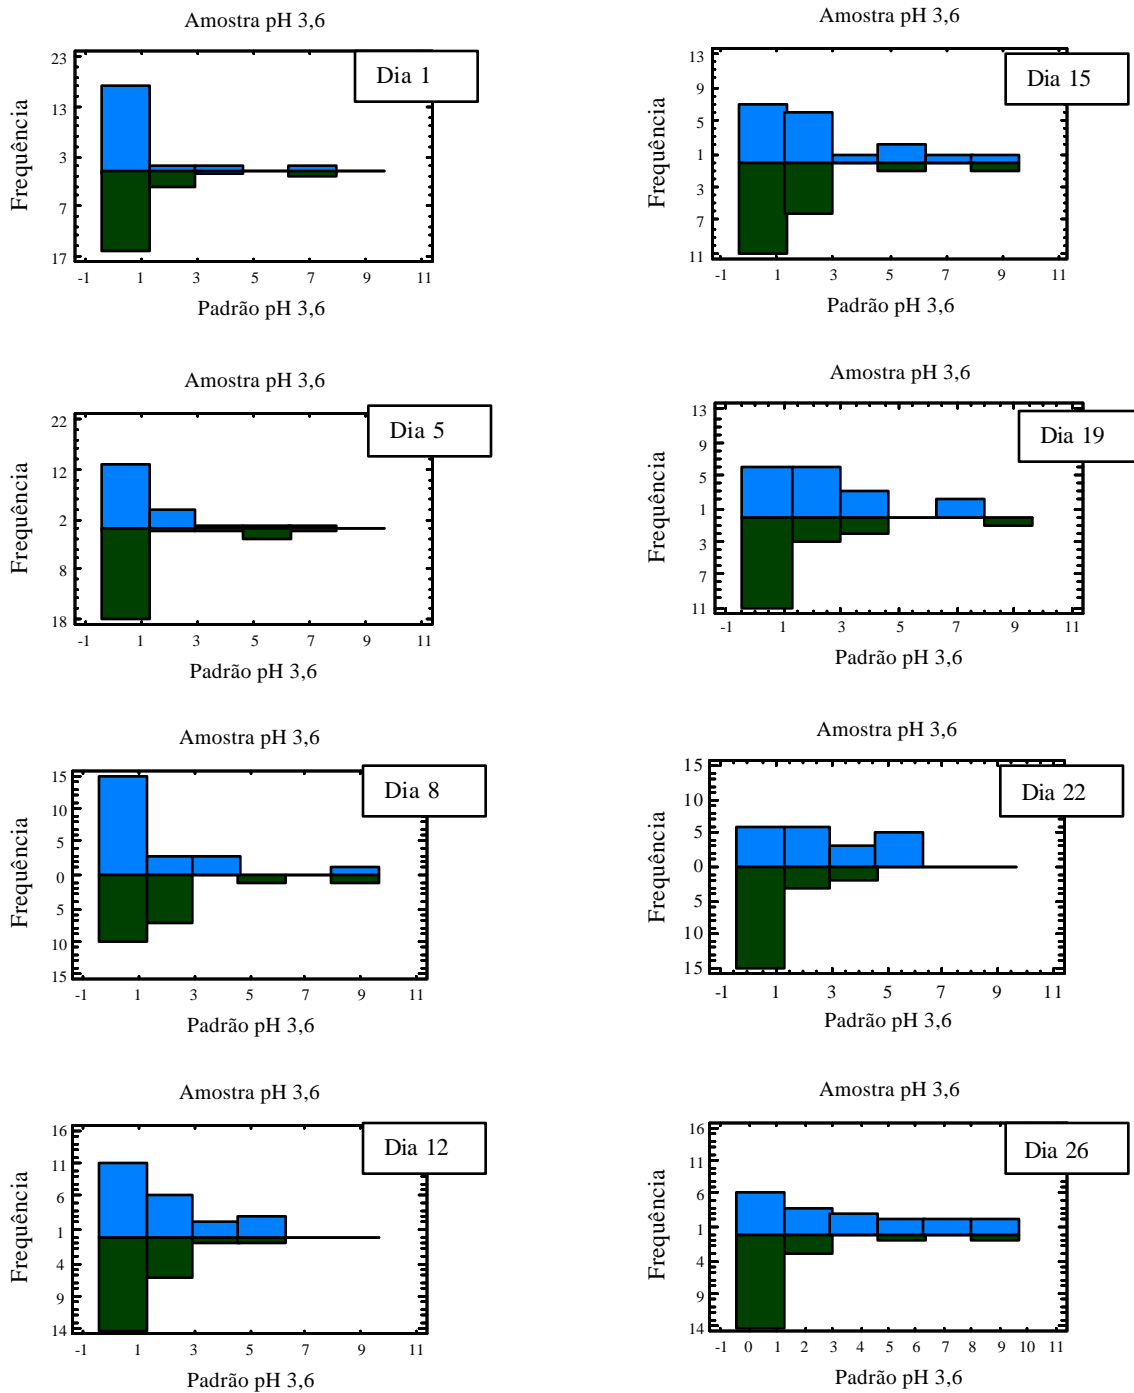 Amostra pH 3,6
Dia 1
Frequência
23
13
3
7
17
-1 1 3 5 7 9 11
Padrão pH 3,6
Amostra pH 3,6
Dia 15
Frequência
13
9
5
1
3
7
11
-1 1 3 5 7 9 11
Padrão pH 3,6
Amostra pH 3,6
Dia 5
Frequência
22
12
2
8
18
-1 1 3 5 7 9 11
Padrão pH 3,6
Amostra pH 3,6
Dia 19
Frequência
13
9
5
1
3
7
11
-1 1 3 5 7 9 11
Padrão pH 3,6
Amostra pH 3,6
Dia 8
Frequência
15
10
5
0
5
10
15
-1 1 3 5 7 9 11
Padrão pH 3,6
Amostra pH 3,6
Dia 22
Frequência
15
10
5
0
5
10
15
-1 1 3 5 7 9 11
Padrão pH 3,6
Amostra pH 3,6
Dia 12
Frequência
16
11
6
1
4
9
14
-1 1 3 5 7 9 11
Padrão pH 3,6
Amostra pH 3,6
Dia 26
Frequência
16
11
6
1
4
9
14
-1 0 1 2 3 4 5 6 7 8 9 10 11
Padrão pH 3,6